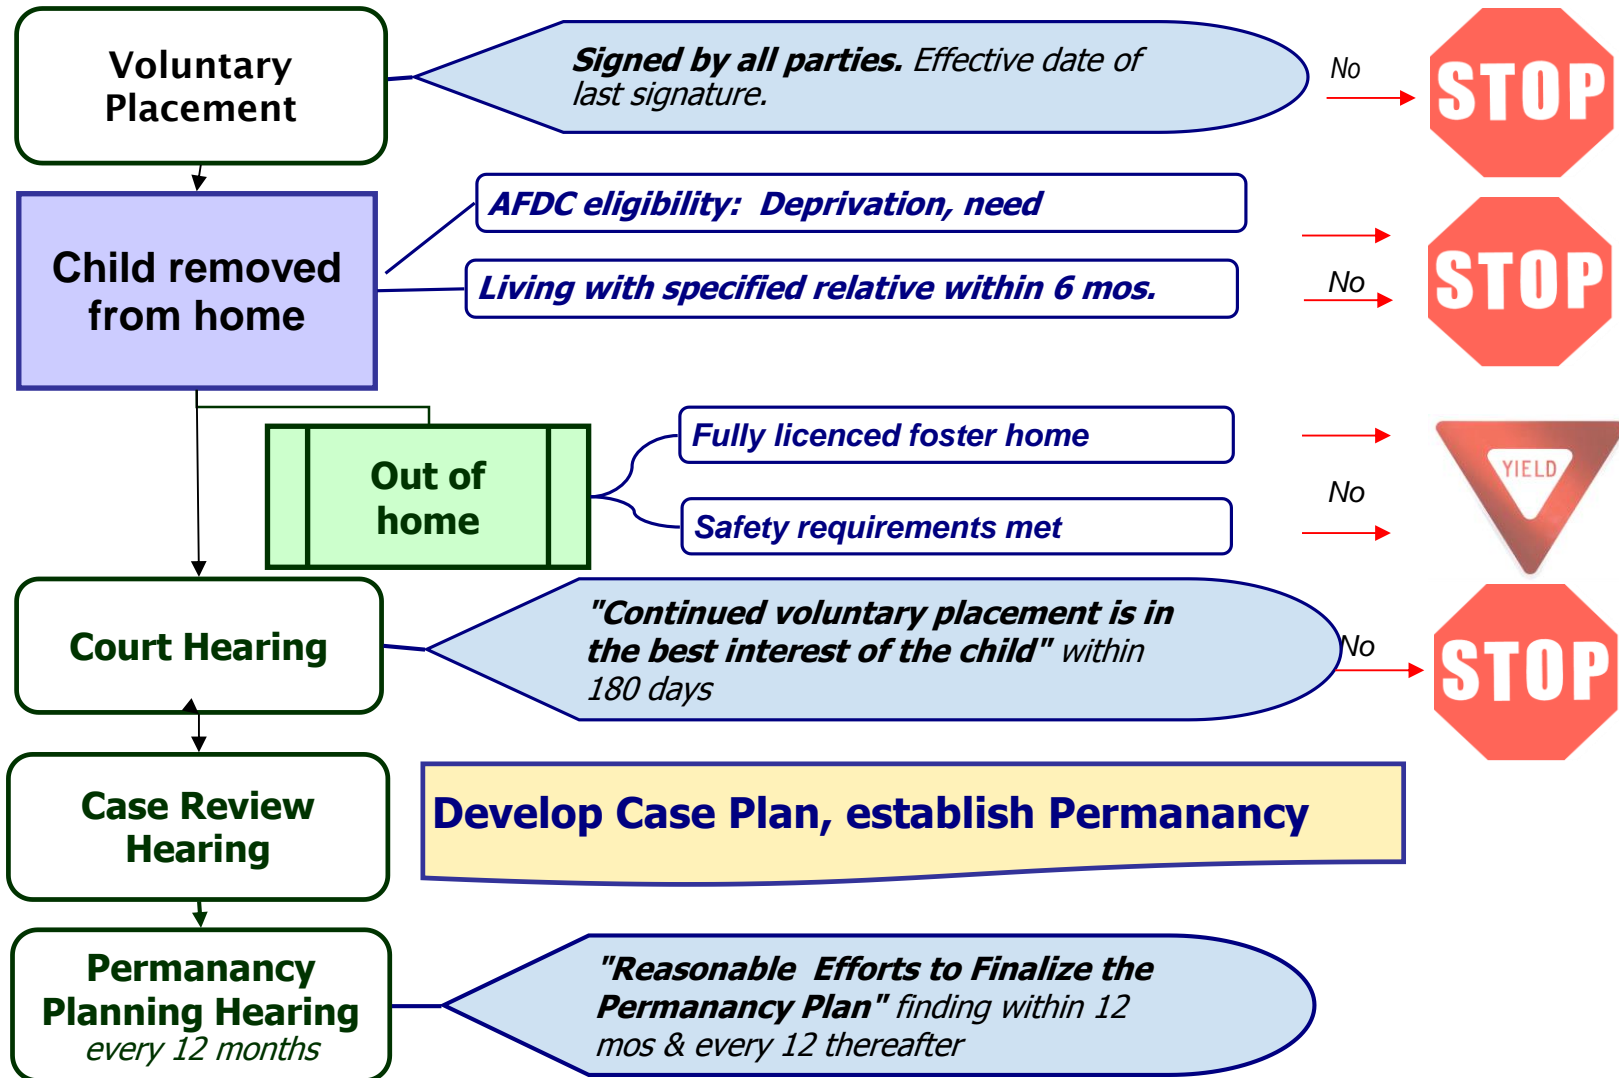 Voluntary
Placement
Signed by all parties. Effective date of
last signature.
No
STOP
Child removed
from home
AFDC eligibility:  Deprivation, need
Living with specified relative within 6 mos.
No
STOP
Out of
home
Fully licenced foster home
Safety requirements met
No
YIELD
Court Hearing
"Continued voluntary placement is in
the best interest of the child" within
180 days
No
STOP
Case Review
Hearing
Develop Case Plan, establish Permanancy
Permanancy
Planning Hearing
every 12 months
"Reasonable  Efforts to Finalize the
Permanancy Plan" finding within 12
mos & every 12 thereafter